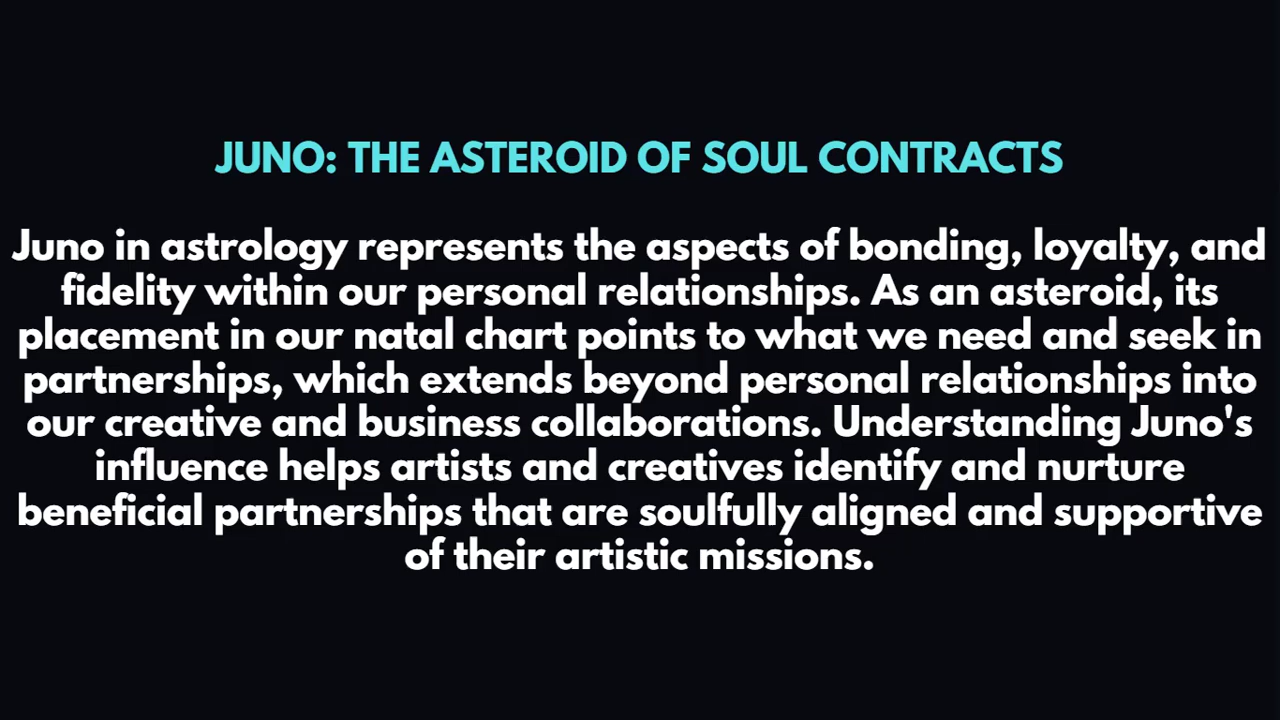 JUNO: THE ASTEROID OF SOUL CONTRACTS
Juno in astrology represents the aspects of bonding, loyalty, and
fidelity within our personal relationships. As an asteroid, its
placement in our natal chart points to what we need and seek in
partnerships, which extends beyond personal relationships into
our creative and business collaborations. Understanding Juno's
influence helps artists and creatives identify and nurture
beneficial partnerships that are soulfully aligned and supportive
of their artistic missions.